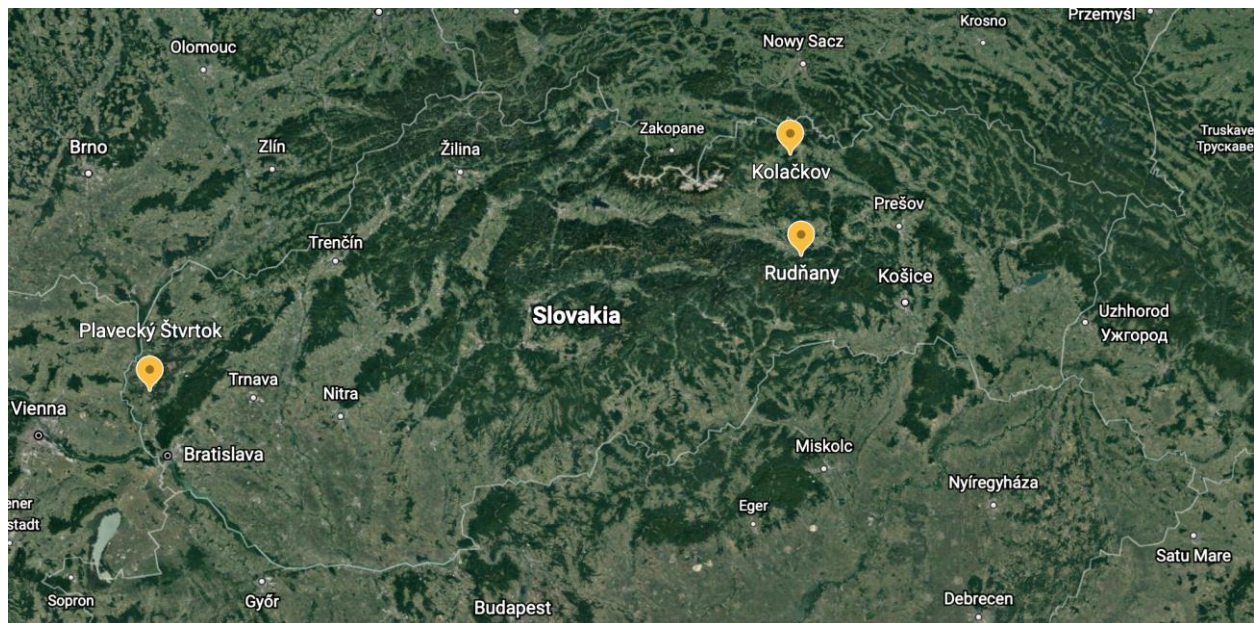 Przemyśl
Krosno
Nowy Sacz
Olomouc
Truskave
Трускаве
Zakopane
Brno
Zlín
Žilina
Kolačkov
Prešov
Trenčín
Rudňany
Košice
Slovakia
Uzhhorod
Ужгород
Plavecký Štvrtok
Trnava
Nitra
Vienna
Bratislava
Miskolc
Nyíregyháza
Eger
ener
stadt
Satu Mare
Sopron
Győr
Budapest
Debrecen